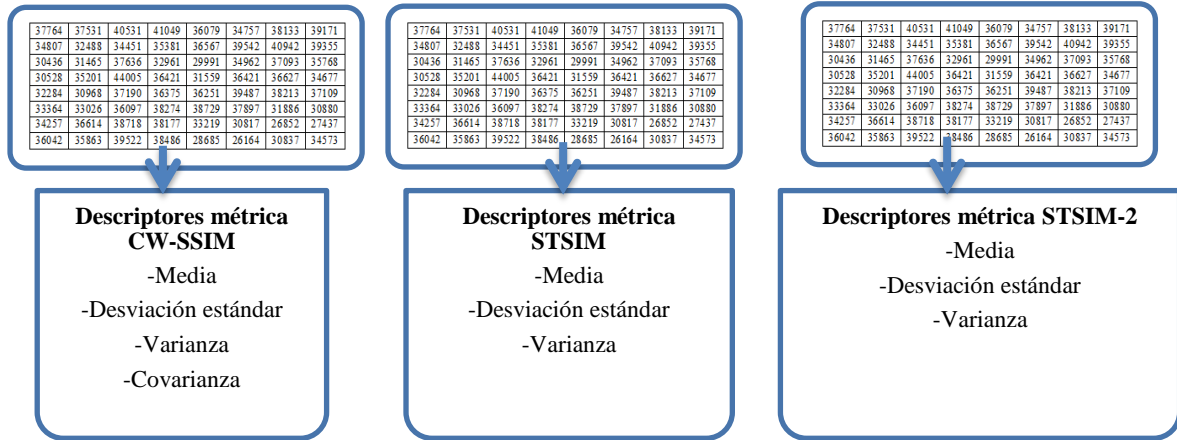 37764 37531 40531 41049 36079 34757 38133 39171
34807 32488 34451 35381 36567 39542 40942 39355
30436 31465 37636 32961 29991 34962 37093 35768
30528 35201 44005 36421 31559 36421 36627 34677
32284 30968 37190 36375 36251 39487 38213 37109
33364 33026 36097 38274 38729 37897 31886 30880
34257 36614 38718 38177 33219 30817 26852 27437
36042 35863 39522 38486 28685 26164 30837 34573
Descriptores métrica
CW-SSIM
-Media
-Desviación estándar
-Varianza
-Covarianza
37764 37531 40531 41049 36079 34757 38133 39171
34807 32488 34451 35381 36567 39542 40942 39355
30436 31465 37636 32961 29991 34962 37093 35768
30528 35201 44005 36421 31559 36421 36627 34677
32284 30968 37190 36375 36251 39487 38213 37109
33364 33026 36097 38274 38729 37897 31886 30880
34257 36614 38718 38177 33219 30817 26852 27437
36042 35863 39522 38486 28685 26164 30837 34573
Descriptores métrica
STSIM
-Media
-Desviación estándar
-Varianza
37764 37531 40531 41049 36079 34757 38133 39171
34807 32488 34451 35381 36567 39542 40942 39355
30436 31465 37636 32961 29991 34962 37093 35768
30528 35201 44005 36421 31559 36421 36627 34677
32284 30968 37190 36375 36251 39487 38213 37109
33364 33026 36097 38274 38729 37897 31886 30880
34257 36614 38718 38177 33219 30817 26852 27437
36042 35863 39522 38486 28685 26164 30837 34573
Descriptores métrica STSIM-2
-Media
-Desviación estándar
-Varianza